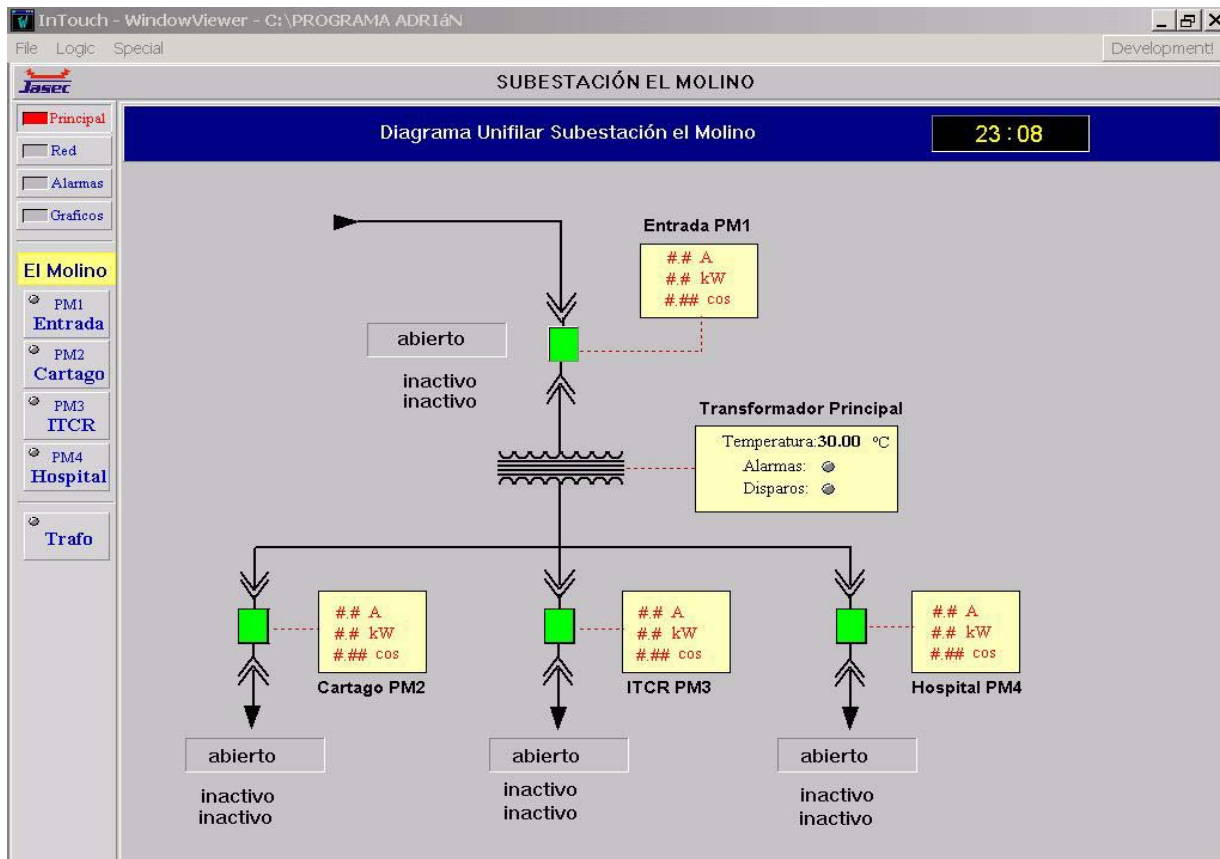 InTouch - WindowViewer - C:\PROGRAMA ADRIáN
File Logic Special
Development!
Jasec
SUBESTACIÓN EL MOLINO
Principal
Red
Alarmas
Graficos
Diagrama Unifilar Subestación el Molino
23:08
El Molino
PM1
Entrada
PM2
Cartago
PM3
ITCR
PM4
Hospital
Trafo
Entrada PM1
#.# A
#.# kW
#.## cos
abierto
inactivo
inactivo
Transformador Principal
Temperatura:30.00 ºC
Alarmas:
Disparos:
#.# A
#.# kW
#.## cos
Cartago PM2
abierto
inactivo
inactivo
#.# A
#.# kW
#.## cos
ITCR PM3
abierto
inactivo
inactivo
#.# A
#.# kW
#.## cos
Hospital PM4
abierto
inactivo
inactivo